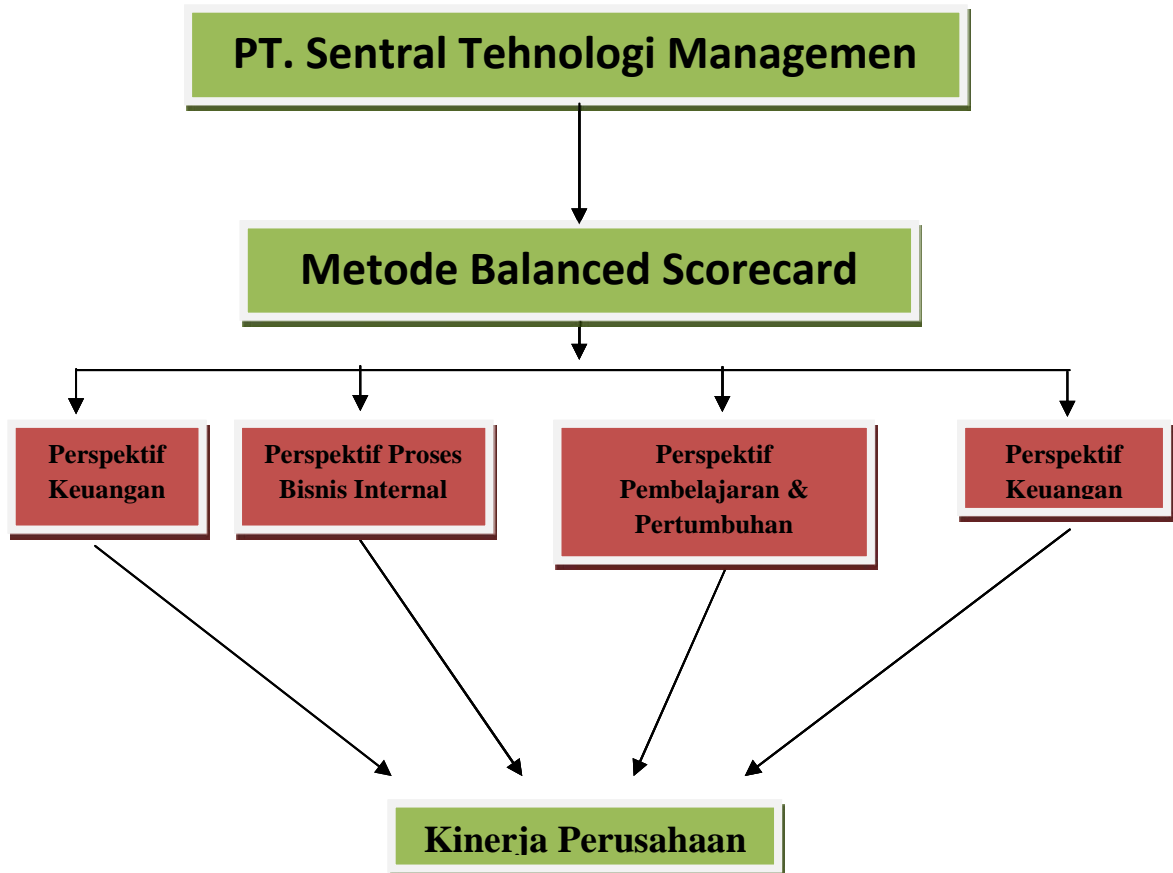 PT. Sentral Tehnologi Managemen
Metode Balanced Scorecard
Perspektif
Keuangan
Perspektif Proses
Bisnis Internal
Perspektif
Pembelajaran &
Pertumbuhan
Perspektif
Keuangan
Kinerja Perusahaan